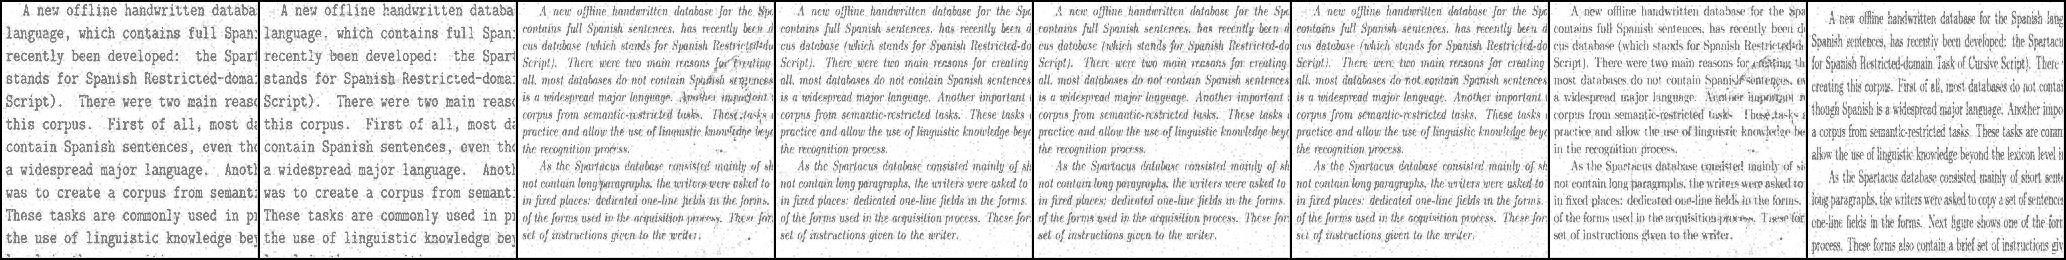 A new offline handwritten databa
language, which contains full Span
recently been developed: the Spar
stands for Spanish Restricted-doma
Script). There were two main reaso
this corpus. First of all, most da
contain Spanish sentences, even tho
a widespread major language. Anoth
was to create a corpus from semant
These tasks are commonly used in pr
the use of linguistic knowledge bey
A new offline handwritten databa
language, which contains full Span
recently been developed: the Spar
stands for Spanish Restricted-doma
Script). There were two main reaso
this corpus. First of all, most da
contain Spanish sentences, even tho
a widespread major language. Anoth
was to create a corpus from semant
These tasks are commonly used in pr
the use of linguistic knowledge bey
A new offline handwritten database for the Spa
contains full Spanish sentences, has recently been d
cus database (which stands for Spanish Restricted-do
Script). There were two main reasons for creating
all, most databases do not contain Spanish sentences
is a widespread major language. Another important
corpus from semantic-restricted tasks. These tasks
practice and allow the use of linguistic knowledge beyo
the recognition process.
As the Spartacus database consisted mainly of sh
not contain long paragraphs, the writers were asked to
in fixed places: dedicated one-line fields in the forms.
of the forms used in the acquisition process. These for
set of instructions given to the writer.
A new offline handwritten database for the Spa
contains full Spanish sentences, has recently been d
cus database (which stands for Spanish Restricted-do
Script). There were two main reasons for creating
all, most databases do not contain Spanish sentences
is a widespread major language. Another important
corpus from semantic-restricted tasks. These tasks
practice and allow the use of linguistic knowledge beyo
the recognition process.
As the Spartacus database consisted mainly of sh
not contain long paragraphs, the writers were asked to
in fixed places: dedicated one-line fields in the forms.
of the forms used in the acquisition process. These for
set of instructions given to the writer.
A new offline handwritten database for the Spa
contains full Spanish sentences, has recently been d
cus database (which stands for Spanish Restricted-do
Script). There were two main reasons for creating
all, most databases do not contain Spanish sentences
is a widespread major language. Another important
corpus from semantic-restricted tasks. These tasks
practice and allow the use of linguistic knowledge beyo
the recognition process.
As the Spartacus database consisted mainly of sh
not contain long paragraphs, the writers were asked to
in fixed places: dedicated one-line fields in the forms.
of the forms used in the acquisition process. These for
set of instructions given to the writer.
A new offline handwritten database for the Spa
contains full Spanish sentences, has recently been d
cus database (which stands for Spanish Restricted-do
Script). There were two main reasons for creating
all, most databases do not contain Spanish sentences
is a widespread major language. Another important
corpus from semantic-restricted tasks. These tasks
practice and allow the use of linguistic knowledge beyo
the recognition process.
As the Spartacus database consisted mainly of sh
not contain long paragraphs, the writers were asked to
in fixed places: dedicated one-line fields in the forms.
of the forms used in the acquisition process. These for
set of instructions given to the writer.
A new offline handwritten database for the Spa
contains full Spanish sentences, has recently been d
cus database (which stands for Spanish Restricted-d
Script). There were two main reasons for creating th
most databases do not contain Spanish sentences, ev
a widespread major language. Another important r
corpus from semantic-restricted tasks. These tasks a
practice and allow the use of linguistic knowledge be
in the recognition process.
As the Spartacus database consisted mainly of s
not contain long paragraphs, the writers were asked to
in fixed places: dedicated one-line fields in the forms.
of the forms used in the acquisition process. These for
set of instructions given to the writer.
A new offline handwritten database for the Spanish lang
Spanish sentences, has recently been developed: the Spartacu
for Spanish Restricted-domain Task of Cursive Script). There
creating this corpus. First of all, most databases do not contai
though Spanish is a widespread major language. Another impo
a corpus from semantic-restricted tasks. These tasks are comm
allow the use of linguistic knowledge beyond the lexicon level i
As the Spartacus database consisted mainly of short sente
long paragraphs, the writers were asked to copy a set of sentences
one-line fields in the forms. Next figure shows one of the for
process. These forms also contain a brief set of instructions giv